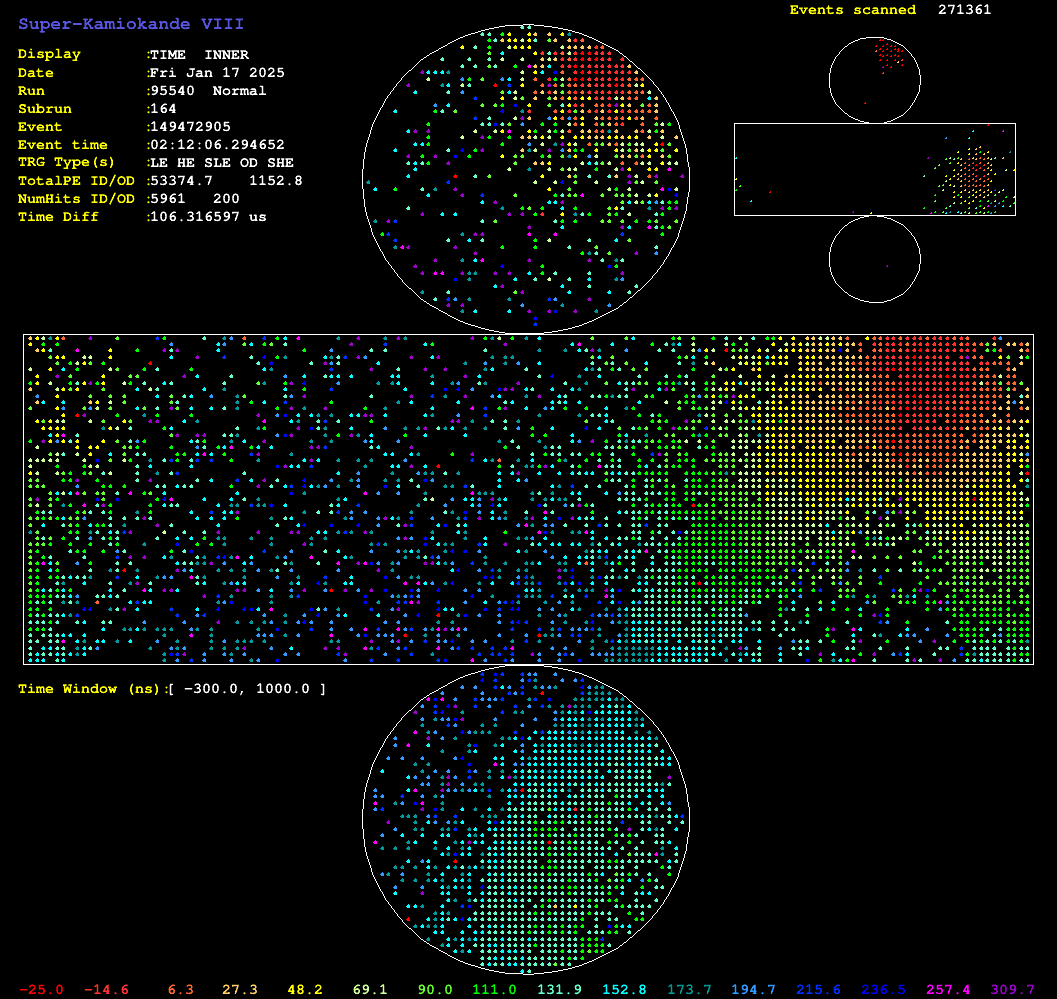 Super-Kamiokande VIII
Events scanned 271361
Display :TIME INNER
Date :Fri Jan 17 2025
Run :95540 Normal
Subrun :164
Event :149472905
Event time :02:12:06.294652
TRG Type(s) :LE HE SLE OD SHE
TotalPE ID/OD :53374.7 1152.8
NumHits ID/OD :5961 200
Time Diff :106.316597 us
Time Window (ns):[ -300.0, 1000.0 ]
-25.0 -14.6 6.3 27.3 48.2 69.1 90.0 111.0 131.9 152.8 173.7 194.7 215.6 236.5 257.4 309.7